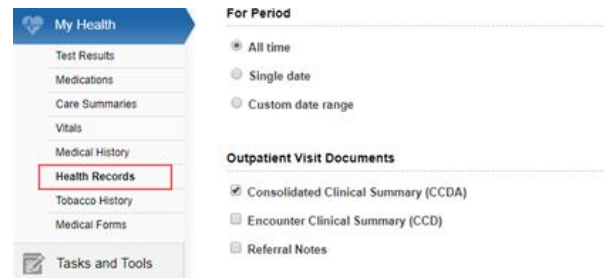 My Health
Test Results
Medications
Care Summaries
Vitals
Medical History
Health Records
Tobacco History
Medical Forms
Tasks and Tools
For Period
All time
Single date
Custom date range
Outpatient Visit Documents
Consolidated Clinical Summary (CCDA)
Encounter Clinical Summary (CCD)
Referral Notes